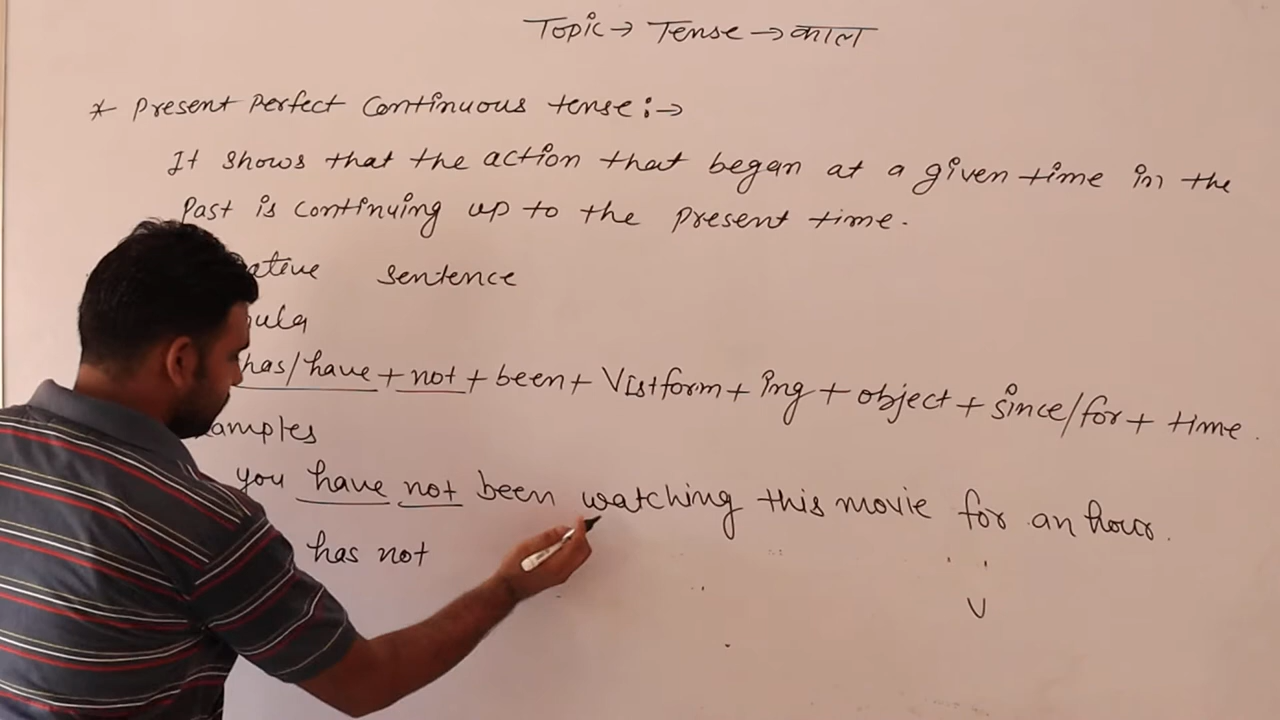 Topic → Tense → काल
* Present Perfect Continuous tense :→
It shows that the action that began at a given time in the
Past is continuing up to the present time.
sentence
has/have + not + been + V1st form + ing + object + since/for + time.
you have not been watching this movie for an hour.
has not